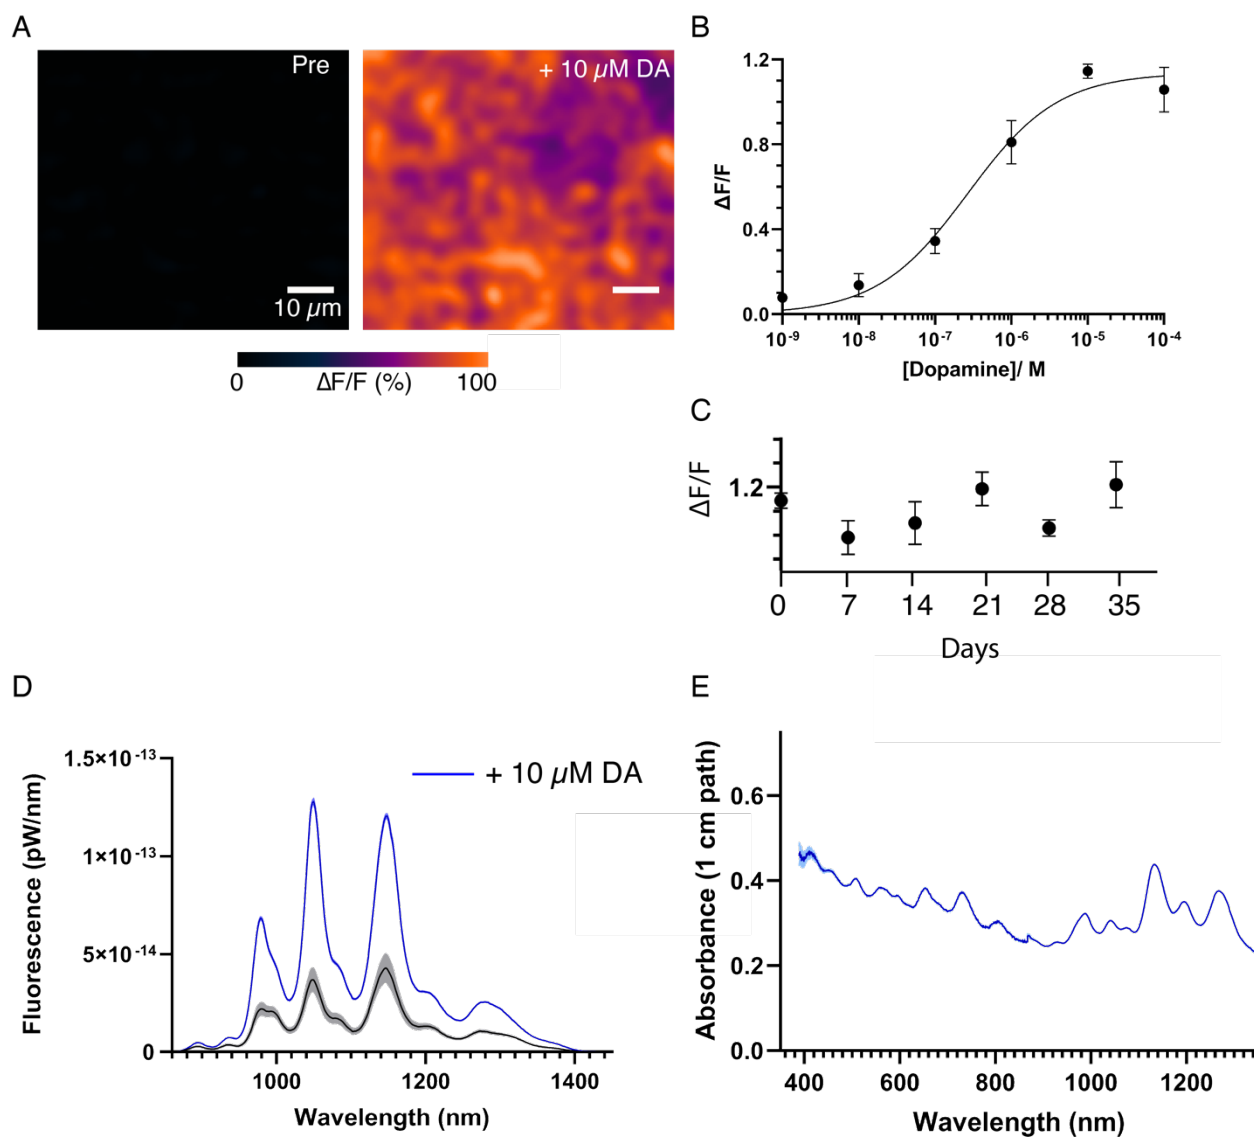 A
Pre
10 µm
+ 10 µM DA
0
ΔF/F (%)
100
B
1.2
0.8
0.4
0.0
ΔF/F
10-9
10-8
10-7
10-6
10-5
10-4
[Dopamine]/ M
C
ΔF/F
1.2
0
7
14
21
28
35
Days
D
Fluorescence (pW/nm)
1.5×10-13
1×10-13
5×10-14
0
+ 10 µM DA
1000
1200
1400
Wavelength (nm)
E
Absorbance (1 cm path)
0.6
0.4
0.2
0.0
400
600
800
1000
1200
Wavelength (nm)